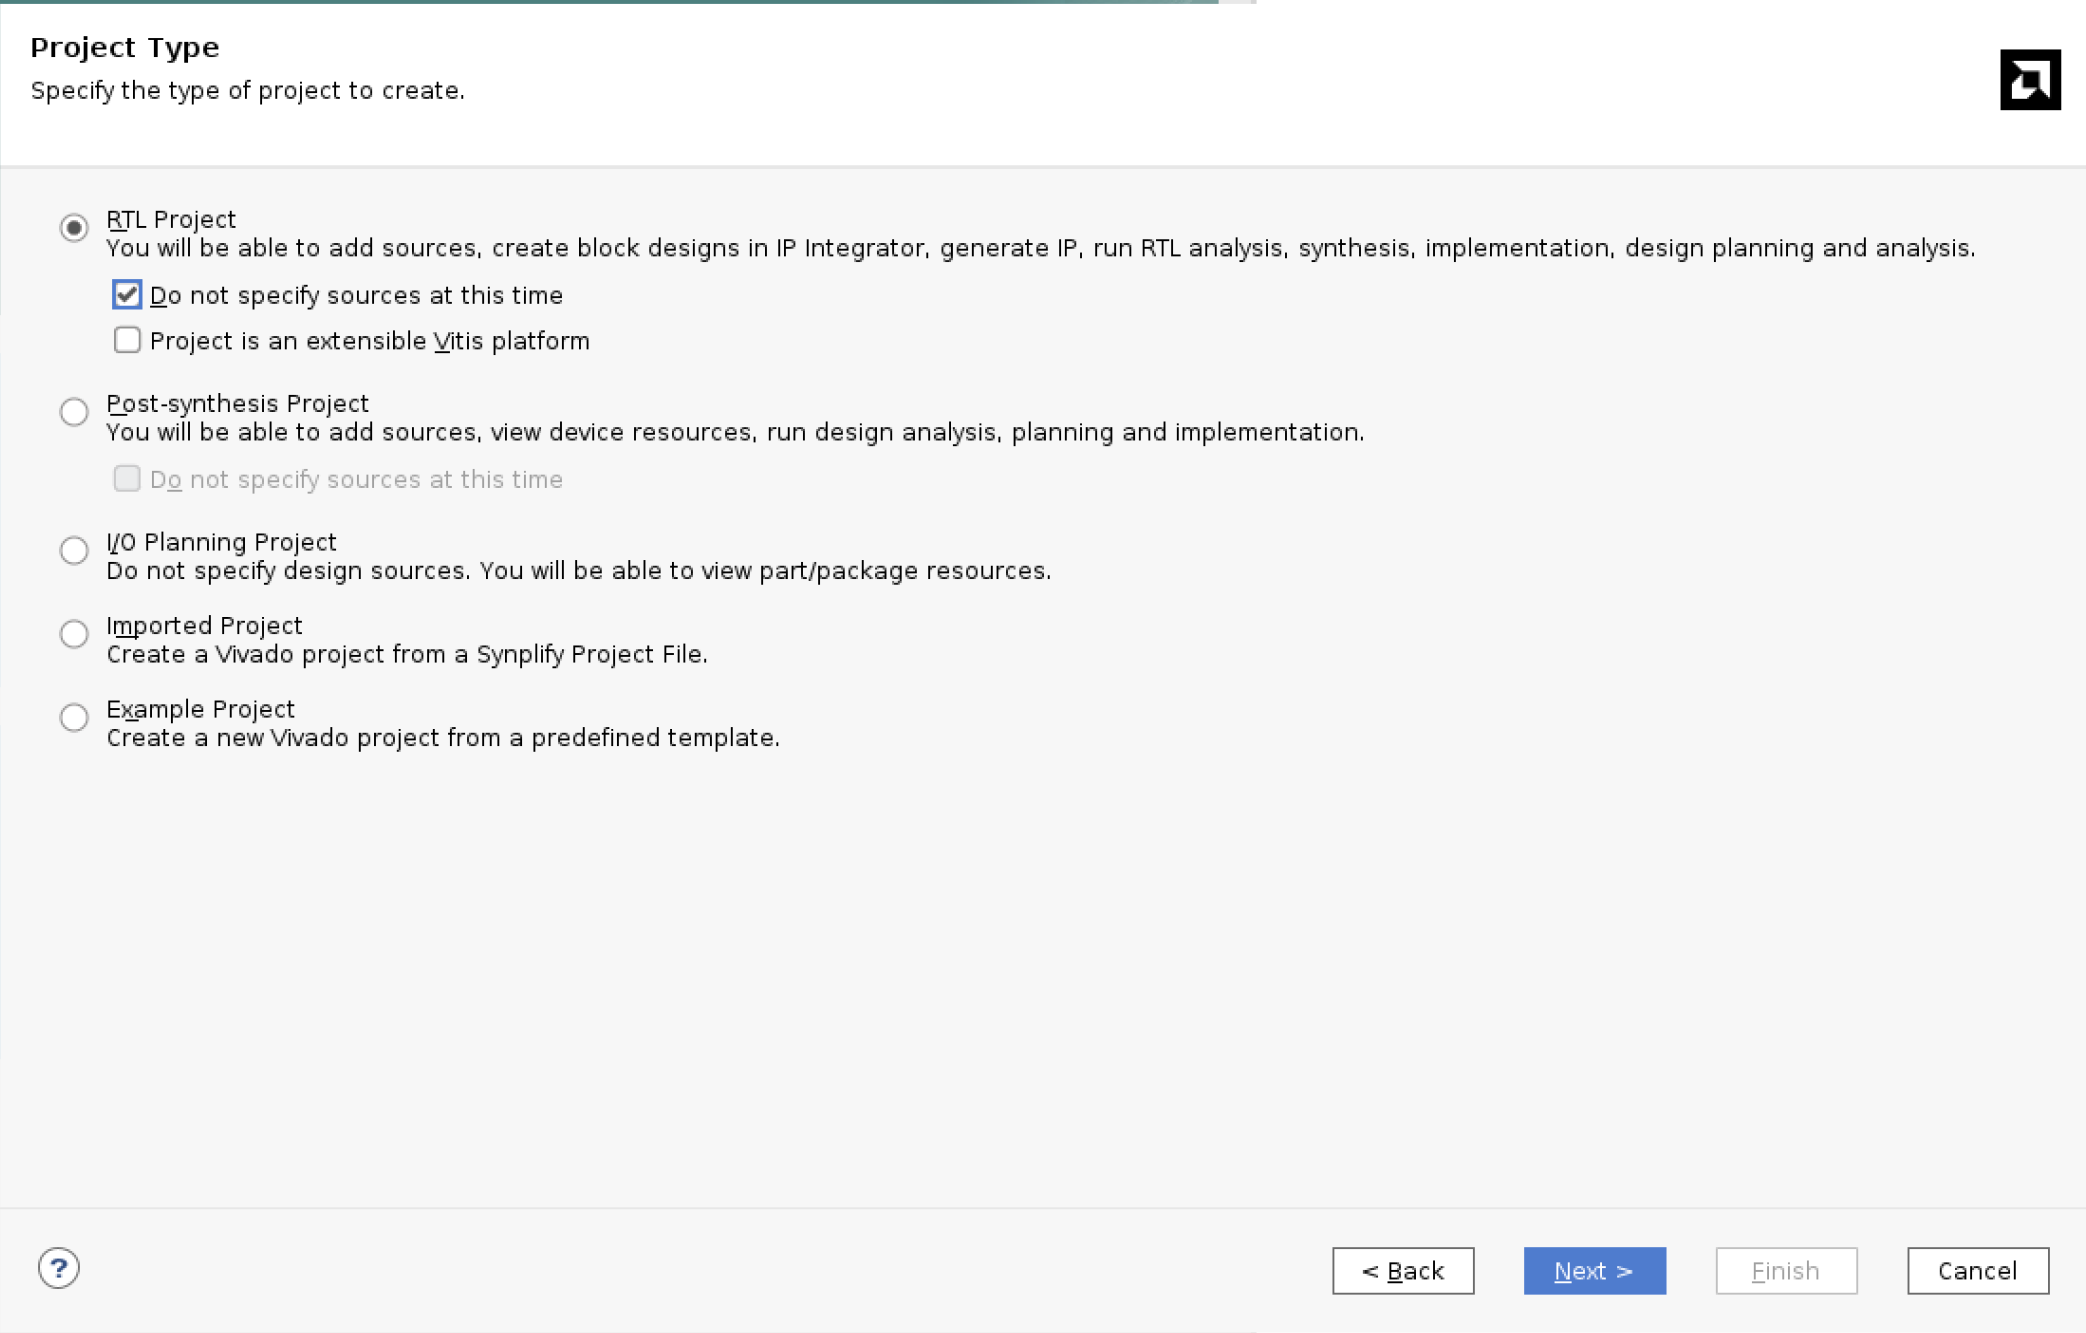 Project Type
Specify the type of project to create.
RTL Project
You will be able to add sources, create block designs in IP Integrator, generate IP, run RTL analysis, synthesis, implementation, design planning and analysis.
Do not specify sources at this time
Project is an extensible Vitis platform
Post-synthesis Project
You will be able to add sources, view device resources, run design analysis, planning and implementation.
Do not specify sources at this time
I/O Planning Project
Do not specify design sources. You will be able to view part/package resources.
Imported Project
Create a Vivado project from a Synplify Project File.
Example Project
Create a new Vivado project from a predefined template.
? < Back Next > Finish Cancel